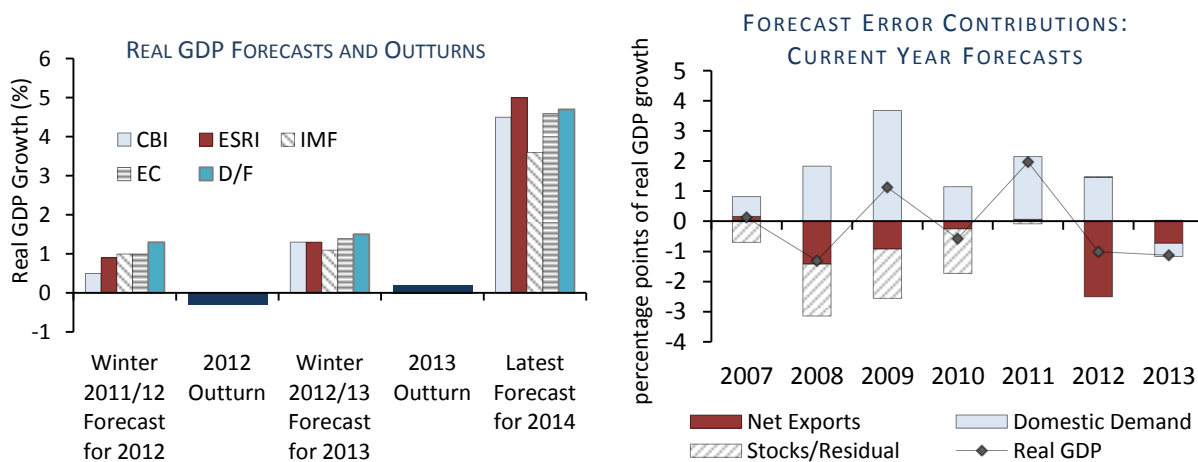 REAL GDP FORECASTS AND OUTTURNS
Real GDP Growth (%)
6
5
4
3
2
1
0
-1
CBI ESRI IMF
EC D/F
Winter 2011/12 Forecast for 2012
2012 Outturn
Winter 2012/13 Forecast for 2013
2013 Outturn
Latest Forecast for 2014
FORECAST ERROR CONTRIBUTIONS:
CURRENT YEAR FORECASTS
percentage points of real GDP growth
5
4
3
2
1
0
-1
-2
-3
-4
2007 2008 2009 2010 2011 2012 2013
Net Exports Domestic Demand
Stocks/Residual Real GDP